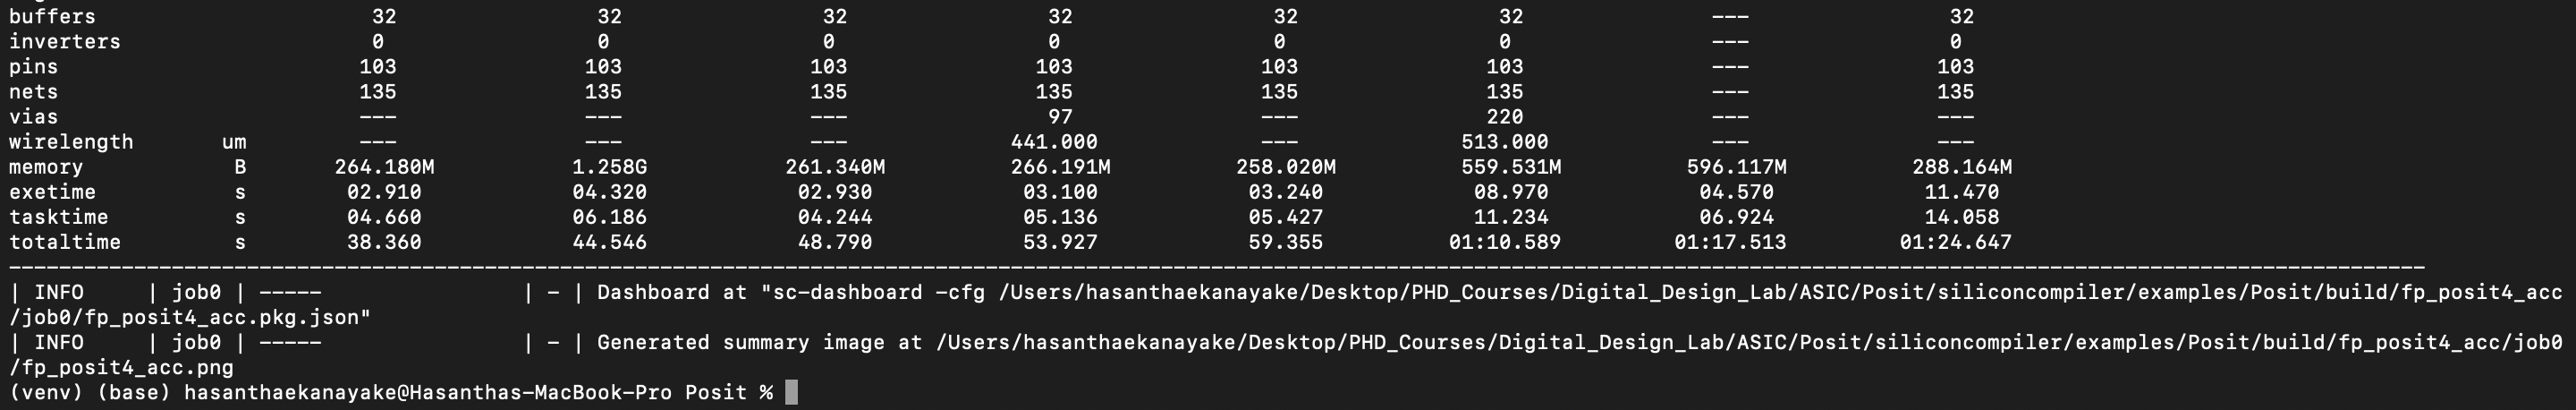 buffers 32 32 32 32 32 32 --- 32
inverters 0 0 0 0 0 0 --- 0
pins 103 103 103 103 103 103 --- 103
nets 135 135 135 135 135 135 --- 135
vias --- --- --- 97 --- 220 --- ---
wirelength um --- --- --- 441.000 --- 513.000 --- ---
memory B 264.180M 1.258G 261.340M 266.191M 258.020M 559.531M 596.117M 288.164M
exetime s 02.910 04.320 02.930 03.100 03.240 08.970 04.570 11.470
tasktime s 04.660 06.186 04.244 05.136 05.427 11.234 06.924 14.058
totaltime s 38.360 44.546 48.790 53.927 59.355 01:10.589 01:17.513 01:24.647
| INFO | job0 | ----- | - | Dashboard at "sc-dashboard -cfg /Users/hasanthaekanayake/Desktop/PHD_Courses/Digital_Design_Lab/ASIC/Posit/siliconcompiler/examples/Posit/build/fp_posit4_acc
/job0/fp_posit4_acc.pkg.json"
| INFO | job0 | ----- | - | Generated summary image at /Users/hasanthaekanayake/Desktop/PHD_Courses/Digital_Design_Lab/ASIC/Posit/siliconcompiler/examples/Posit/build/fp_posit4_acc/job0
/fp_posit4_acc.png
(venv) (base) hasanthaekanayake@Hasanthas-MacBook-Pro Posit %